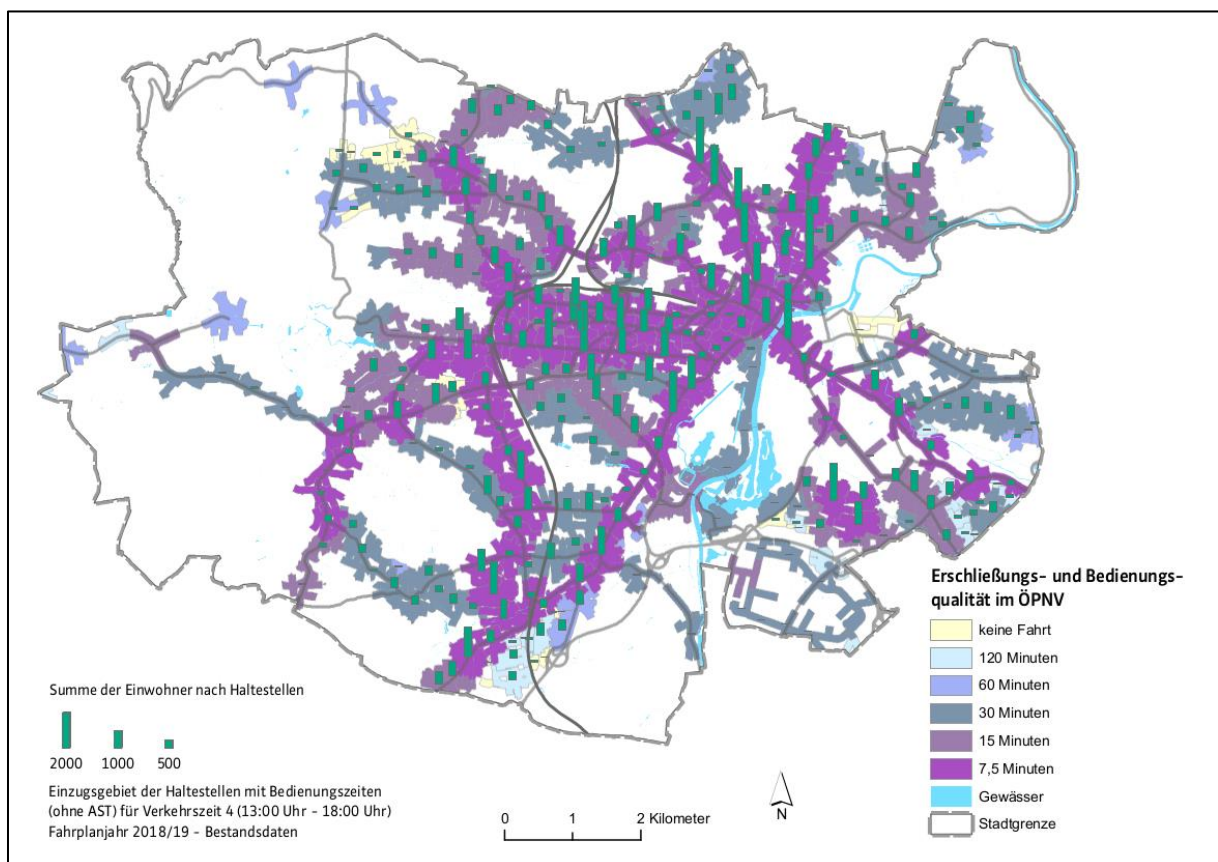 Erschließungs- und Bedienungs-
qualität im ÖPNV
keine Fahrt
120 Minuten
60 Minuten
30 Minuten
15 Minuten
7,5 Minuten
Gewässer
Stadtgrenze
Summe der Einwohner nach Haltestellen
2000 1000 500
Einzugsgebiet der Haltestellen mit Bedienungszeiten
(ohne AST) für Verkehrszeit 4 (13:00 Uhr - 18:00 Uhr)
Fahrplanjahr 2018/19 - Bestandsdaten
0 1 2 Kilometer
N